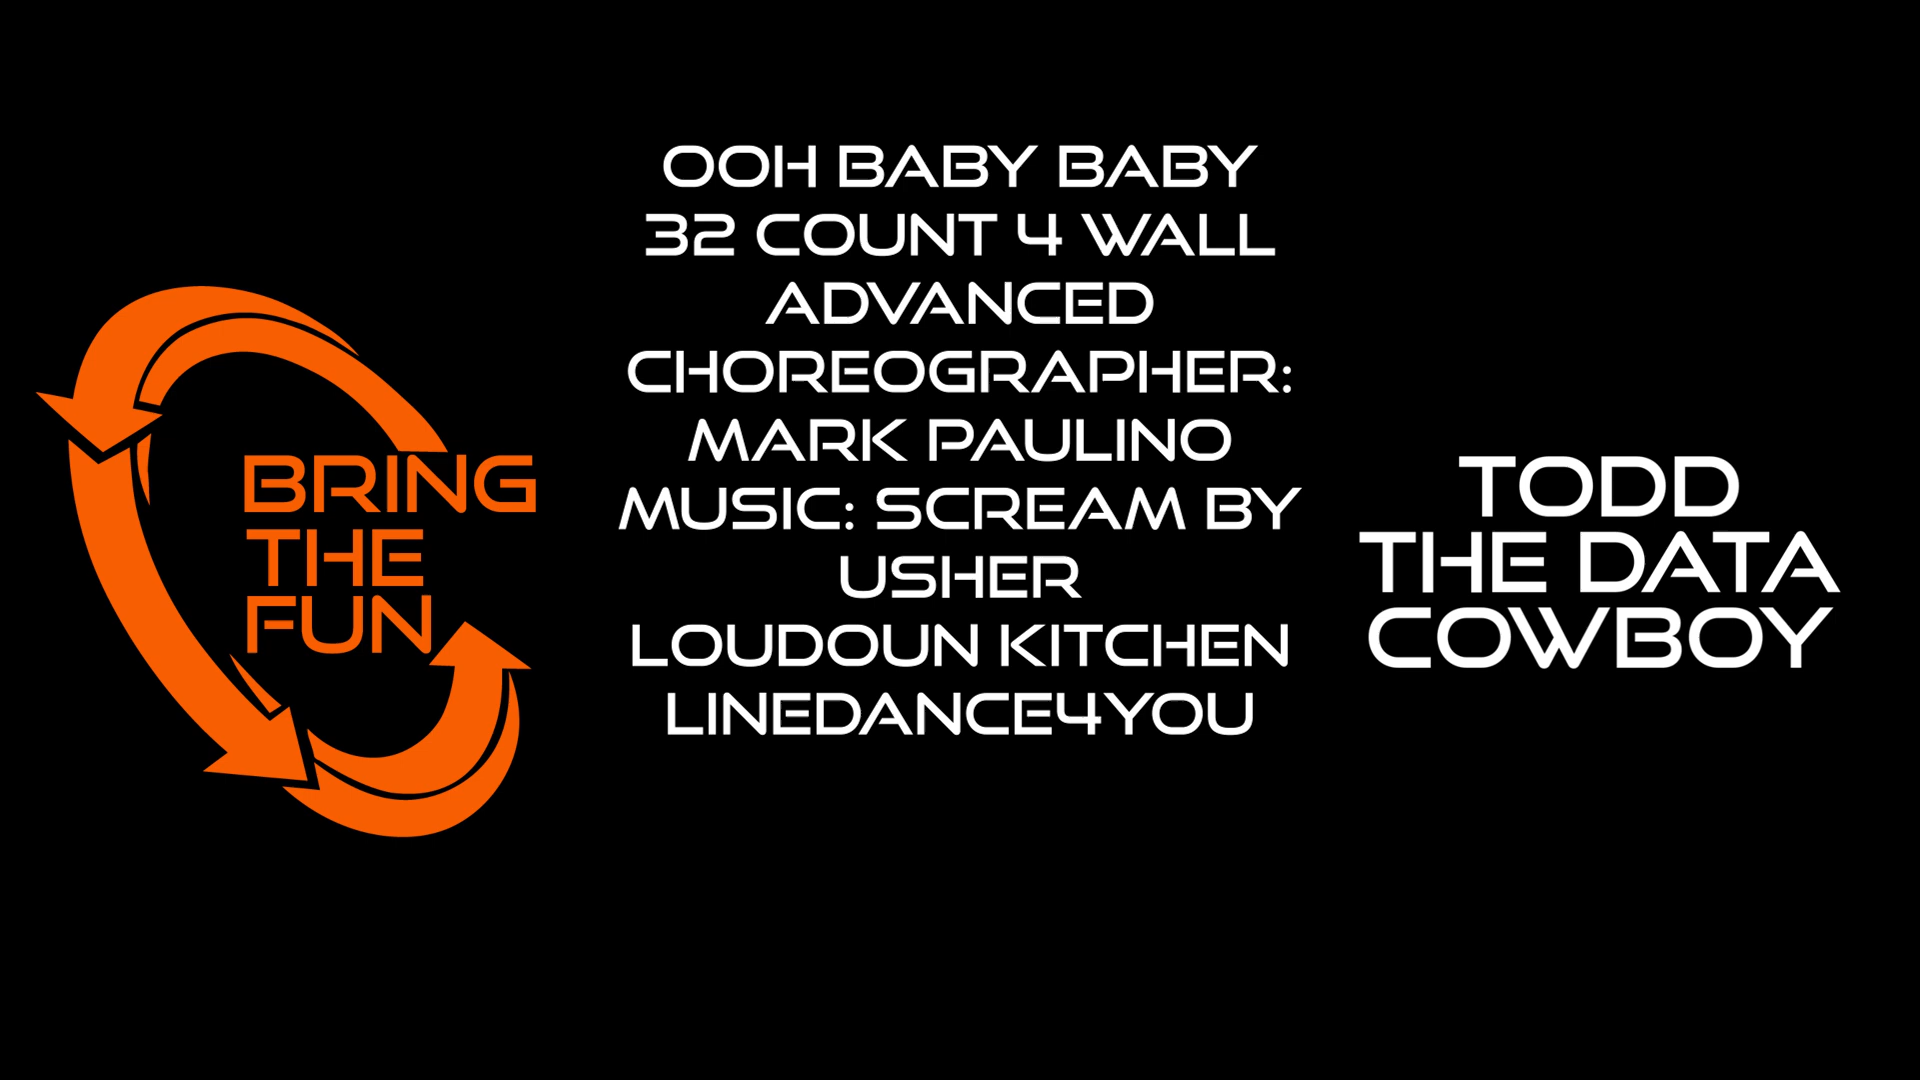 BRING
THE
FUN
OOH BABY BABY
32 COUNT 4 WALL
ADVANCED
CHOREOGRAPHER:
MARK PAULINO
MUSIC: SCREAM BY
USHER
LOUDOUN KITCHEN
LINEDANCE4YOU
TODD
THE DATA
COWBOY